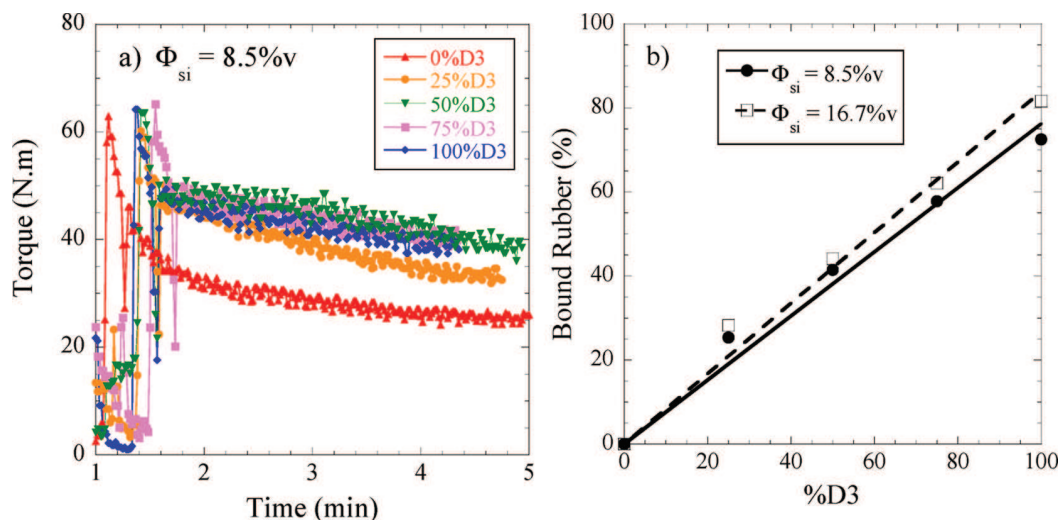 a) Φsi = 8.5%v
0%D3
25%D3
50%D3
75%D3
100%D3
80
60
40
20
0
Torque (N.m)
1 2 3 4 5
Time (min)
b)
Φsi = 8.5%v
Φsi = 16.7%v
100
80
60
40
20
0
Bound Rubber (%)
0 20 40 60 80 100
%D3